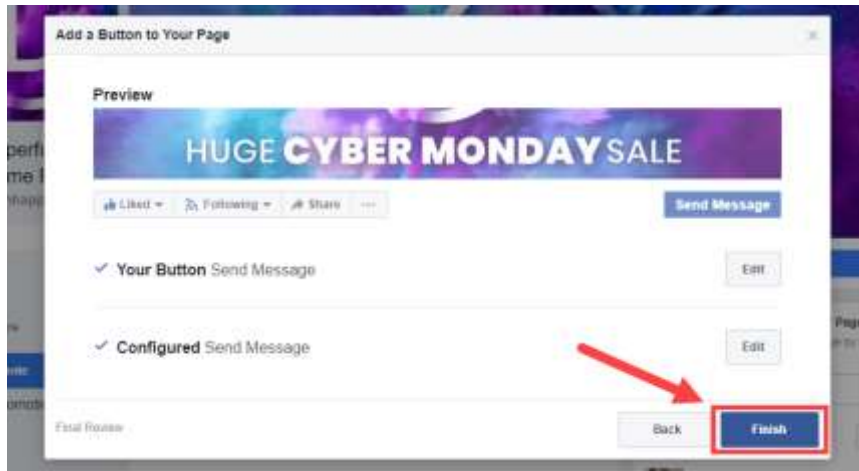 Add a Button to Your Page
Preview
HUGE CYBER MONDAY SALE
Liked Following Share ...
Send Message
Your Button Send Message
Edit
Configured Send Message
Edit
Final Review
Back
Finish